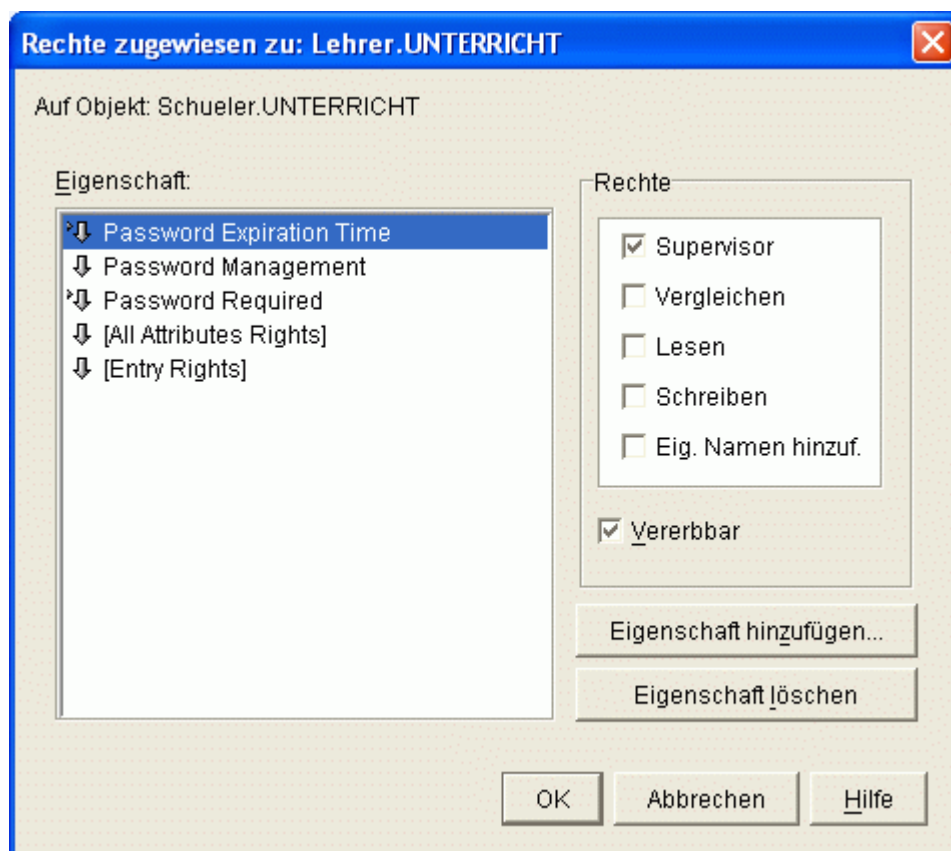 Rechte zugewiesen zu: Lehrer.UNTERRICHT
Auf Objekt: Schueler.UNTERRICHT
Eigenschaft:
Password Expiration Time
Password Management
Password Required
[All Attributes Rights]
[Entry Rights]
Rechte
Supervisor
Vergleichen
Lesen
Schreiben
Eig. Namen hinzuf.
Vererbbar
Eigenschaft hinzufügen...
Eigenschaft löschen
OK
Abbrechen
Hilfe